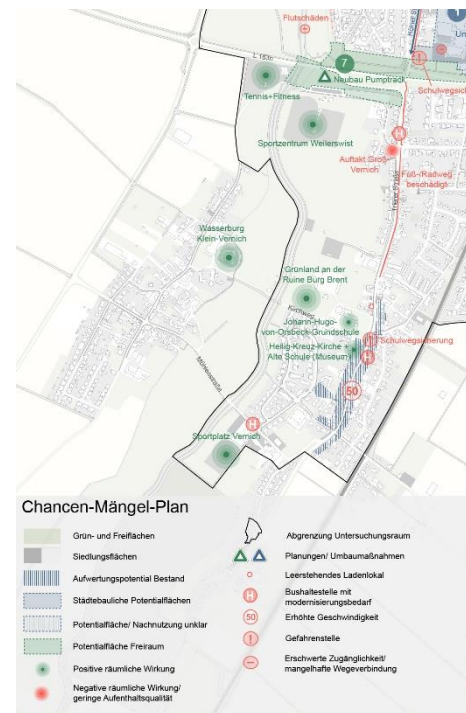 Flutschäden
L 163n
7
1
Neubau Pumptrack
Tennis+Fitness
Sportzentrum Weilerswist
H
Auftakt Groß-
Vernich
Fuß-/Radweg
beschädigt
Wasserburg
Klein-Vernich
Grünland an der
Ruine Burg Brent
Kirchweg
Johann-Hugo-
von-Orsbeck-Grundschule
Heilig-Kreuz-Kirche +
Alte Schule (Museum)
Schulwegsicherung
H
50
H
Sportplatz Vernich
Chancen-Mängel-Plan
Grün- und Freiflächen
Siedlungsflächen
Aufwertungspotential Bestand
Städtebauliche Potentialflächen
Potentialfläche/ Nachnutzung unklar
Potentialfläche Freiraum
Positive räumliche Wirkung
Negative räumliche Wirkung/
geringe Aufenthaltsqualität
Abgrenzung Untersuchungsraum
Planungen/ Umbaumaßnahmen
Leerstehendes Ladenlokal
H
Bushaltestelle mit
modernisierungsbedarf
50
Erhöhte Geschwindigkeit
!
Gefahrenstelle
Erschwerte Zugänglichkeit/
mangelhafte Wegeverbindung